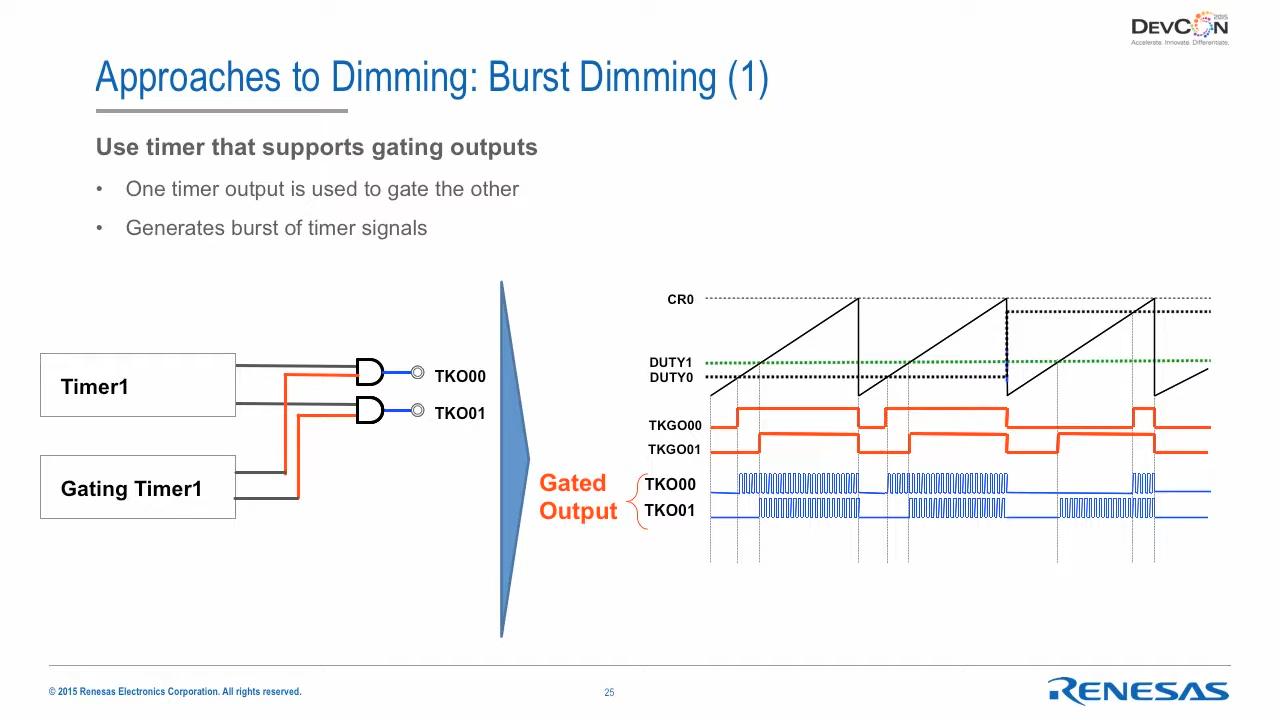 DevCon 2015
Accelerate. Innovate. Differentiate.
Approaches to Dimming: Burst Dimming (1)
Use timer that supports gating outputs
• One timer output is used to gate the other
• Generates burst of timer signals
Timer1
Gating Timer1
TKO00
TKO01
CR0
DUTY1
DUTY0
TKGO00
TKGO01
Gated
Output
TKO00
TKO01
© 2015 Renesas Electronics Corporation. All rights reserved.
25
RENESAS